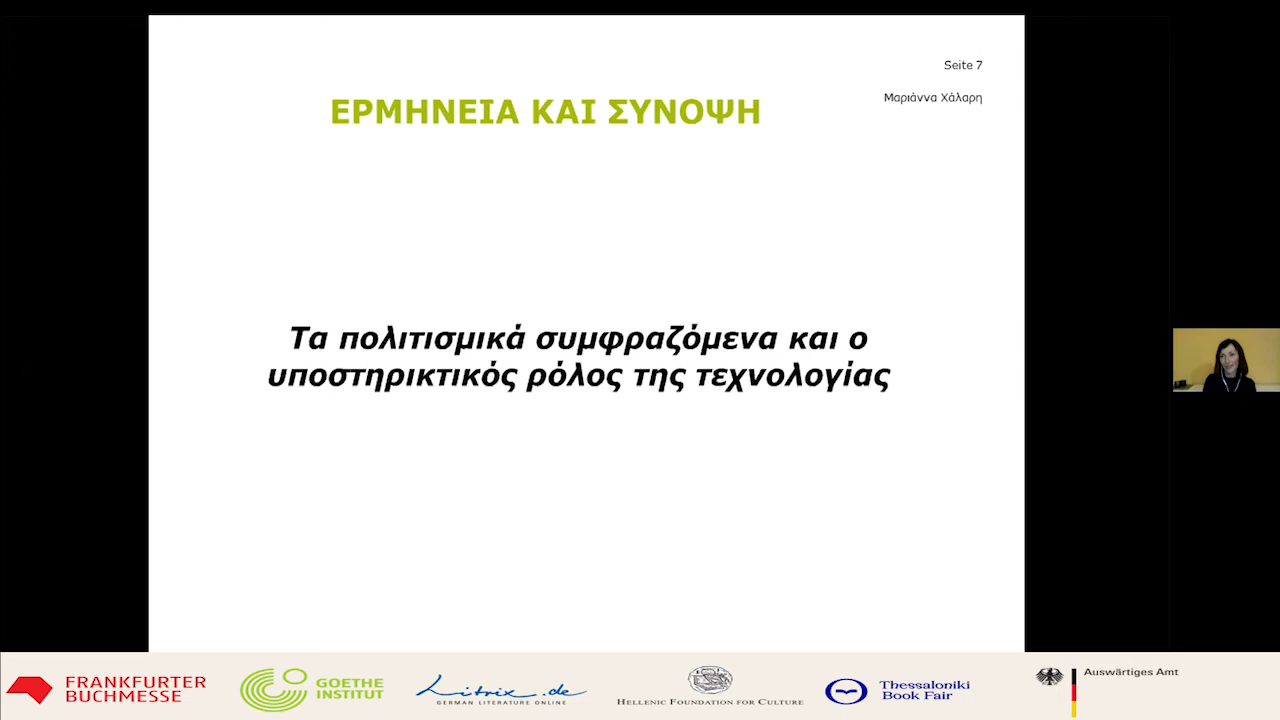 Seite 7
Μαριάννα Χάλαρη
ΕΡΜΗΝΕΙΑ ΚΑΙ ΣΥΝΟΨΗ
Τα πολιτισμικά συμφραζόμενα και ο
υποστηρικτικός ρόλος της τεχνολογίας
FRANKFURTER
BUCHMESSE
GOETHE
INSTITUT
Litrix.de
GERMAN LITERATURE ONLINE
HELLENIC FOUNDATION FOR CULTURE
Thessaloniki
Book Fair
Auswärtiges Amt